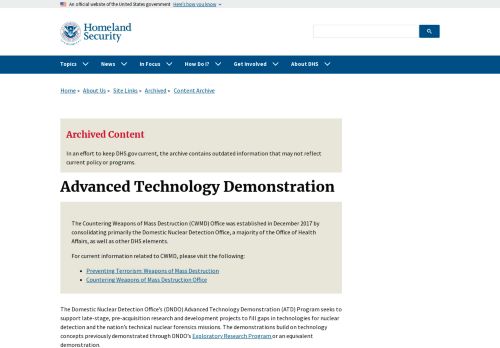 An official website of the United States government Here's how you know
Homeland
Security
Topics News In Focus How Do I? Get Involved About DHS
Home Â» About Us Â» Site Links Â» Archived Â» Content Archive
Archived Content
In an effort to keep DHS.gov current, the archive contains outdated information that may not reflect
current policy or programs.
Advanced Technology Demonstration
The Countering Weapons of Mass Destruction (CWMD) Office was established in December 2017 by
consolidating primarily the Domestic Nuclear Detection Office, a majority of the Office of Health
Affairs, as well as other DHS elements.
For current information related to CWMD, please visit the following:
Preventing Terrorism: Weapons of Mass Destruction
Countering Weapons of Mass Destruction Office
The Domestic Nuclear Detection Office's (DNDO) Advanced Technology Demonstration (ATD) Program seeks to
support late-stage, pre-acquisition research and development projects to fill gaps in technologies for nuclear
detection and the nation's technical nuclear forensics missions. The demonstrations build on technology
concepts previously demonstrated through DNDO's Exploratory Research Program or an equivalent
demonstration.